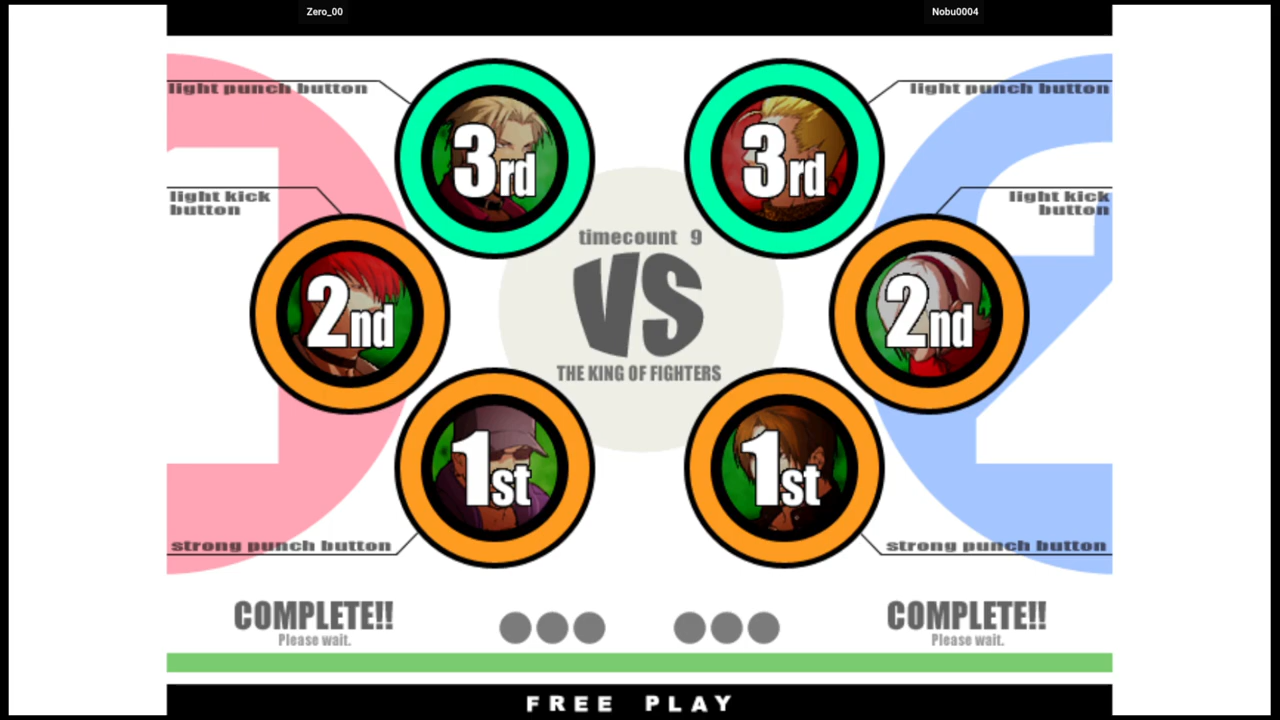 Zero_00
Nobu0004
light punch button
3rd
3rd
light punch button
light kick
button
light kick
button
timecount 9
VS
THE KING OF FIGHTERS
2nd
2nd
1st
1st
strong punch button
strong punch button
COMPLETE!!
Please wait.
COMPLETE!!
Please wait.
FREE PLAY
1
2